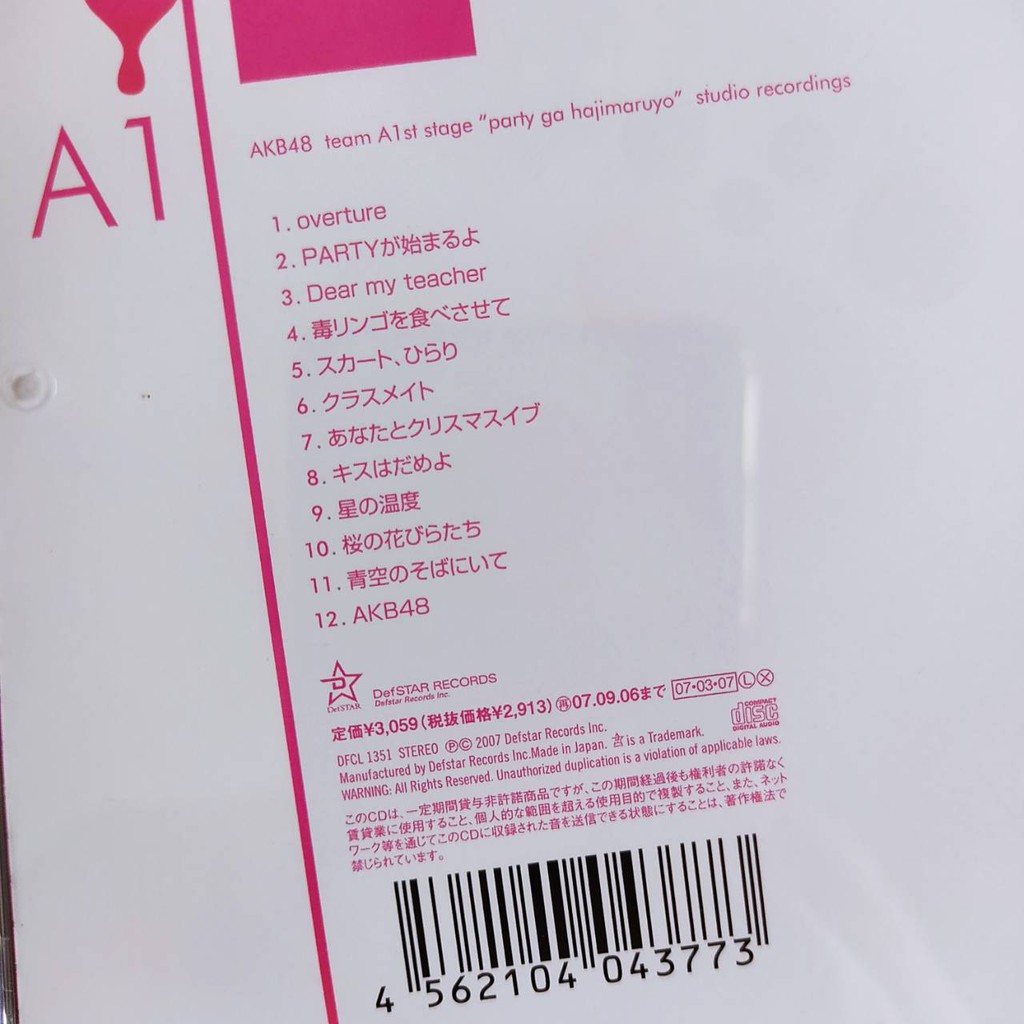 A1
AKB48 team A1st stage "party ga hajimaruyo" studio recordings
1. overture
2. PARTYが始まるよ
3. Dear my teacher
4. 毒リンゴを食べさせて
5. スカート、ひらり
6. クラスメイト
7. あなたとクリスマスイブ
8. キスはだめよ
9. 星の温度
10. 桜の花びらたち
11. 青空のそばにいて
12. AKB48
D
DefSTAR
DefSTAR RECORDS
Defstar Records Inc.
定価¥3,059(税抜価格¥2,913)㊢07.09.06まで 07•03•07 Ⓛ Ⓧ
COMPACT
disc
DIGITAL AUDIO
DFCL 1351 STEREO ⓅⒸ 2007 Defstar Records Inc.
Manufactured by Defstar Records Inc.Made in Japan. is a Trademark.
WARNING: All Rights Reserved. Unauthorized duplication is a violation of applicable laws.
このCDは、一定期間貸与非許諾商品ですが、この期間経過後も権利者の許諾なく
賃貸業に使用すること、個人的な範囲を超える使用目的で複製すること、また、ネット
ワーク等を通じてこのCDに収録された音を送信できる状態にすることは、著作権法で
禁じられています。
4 562104 043773